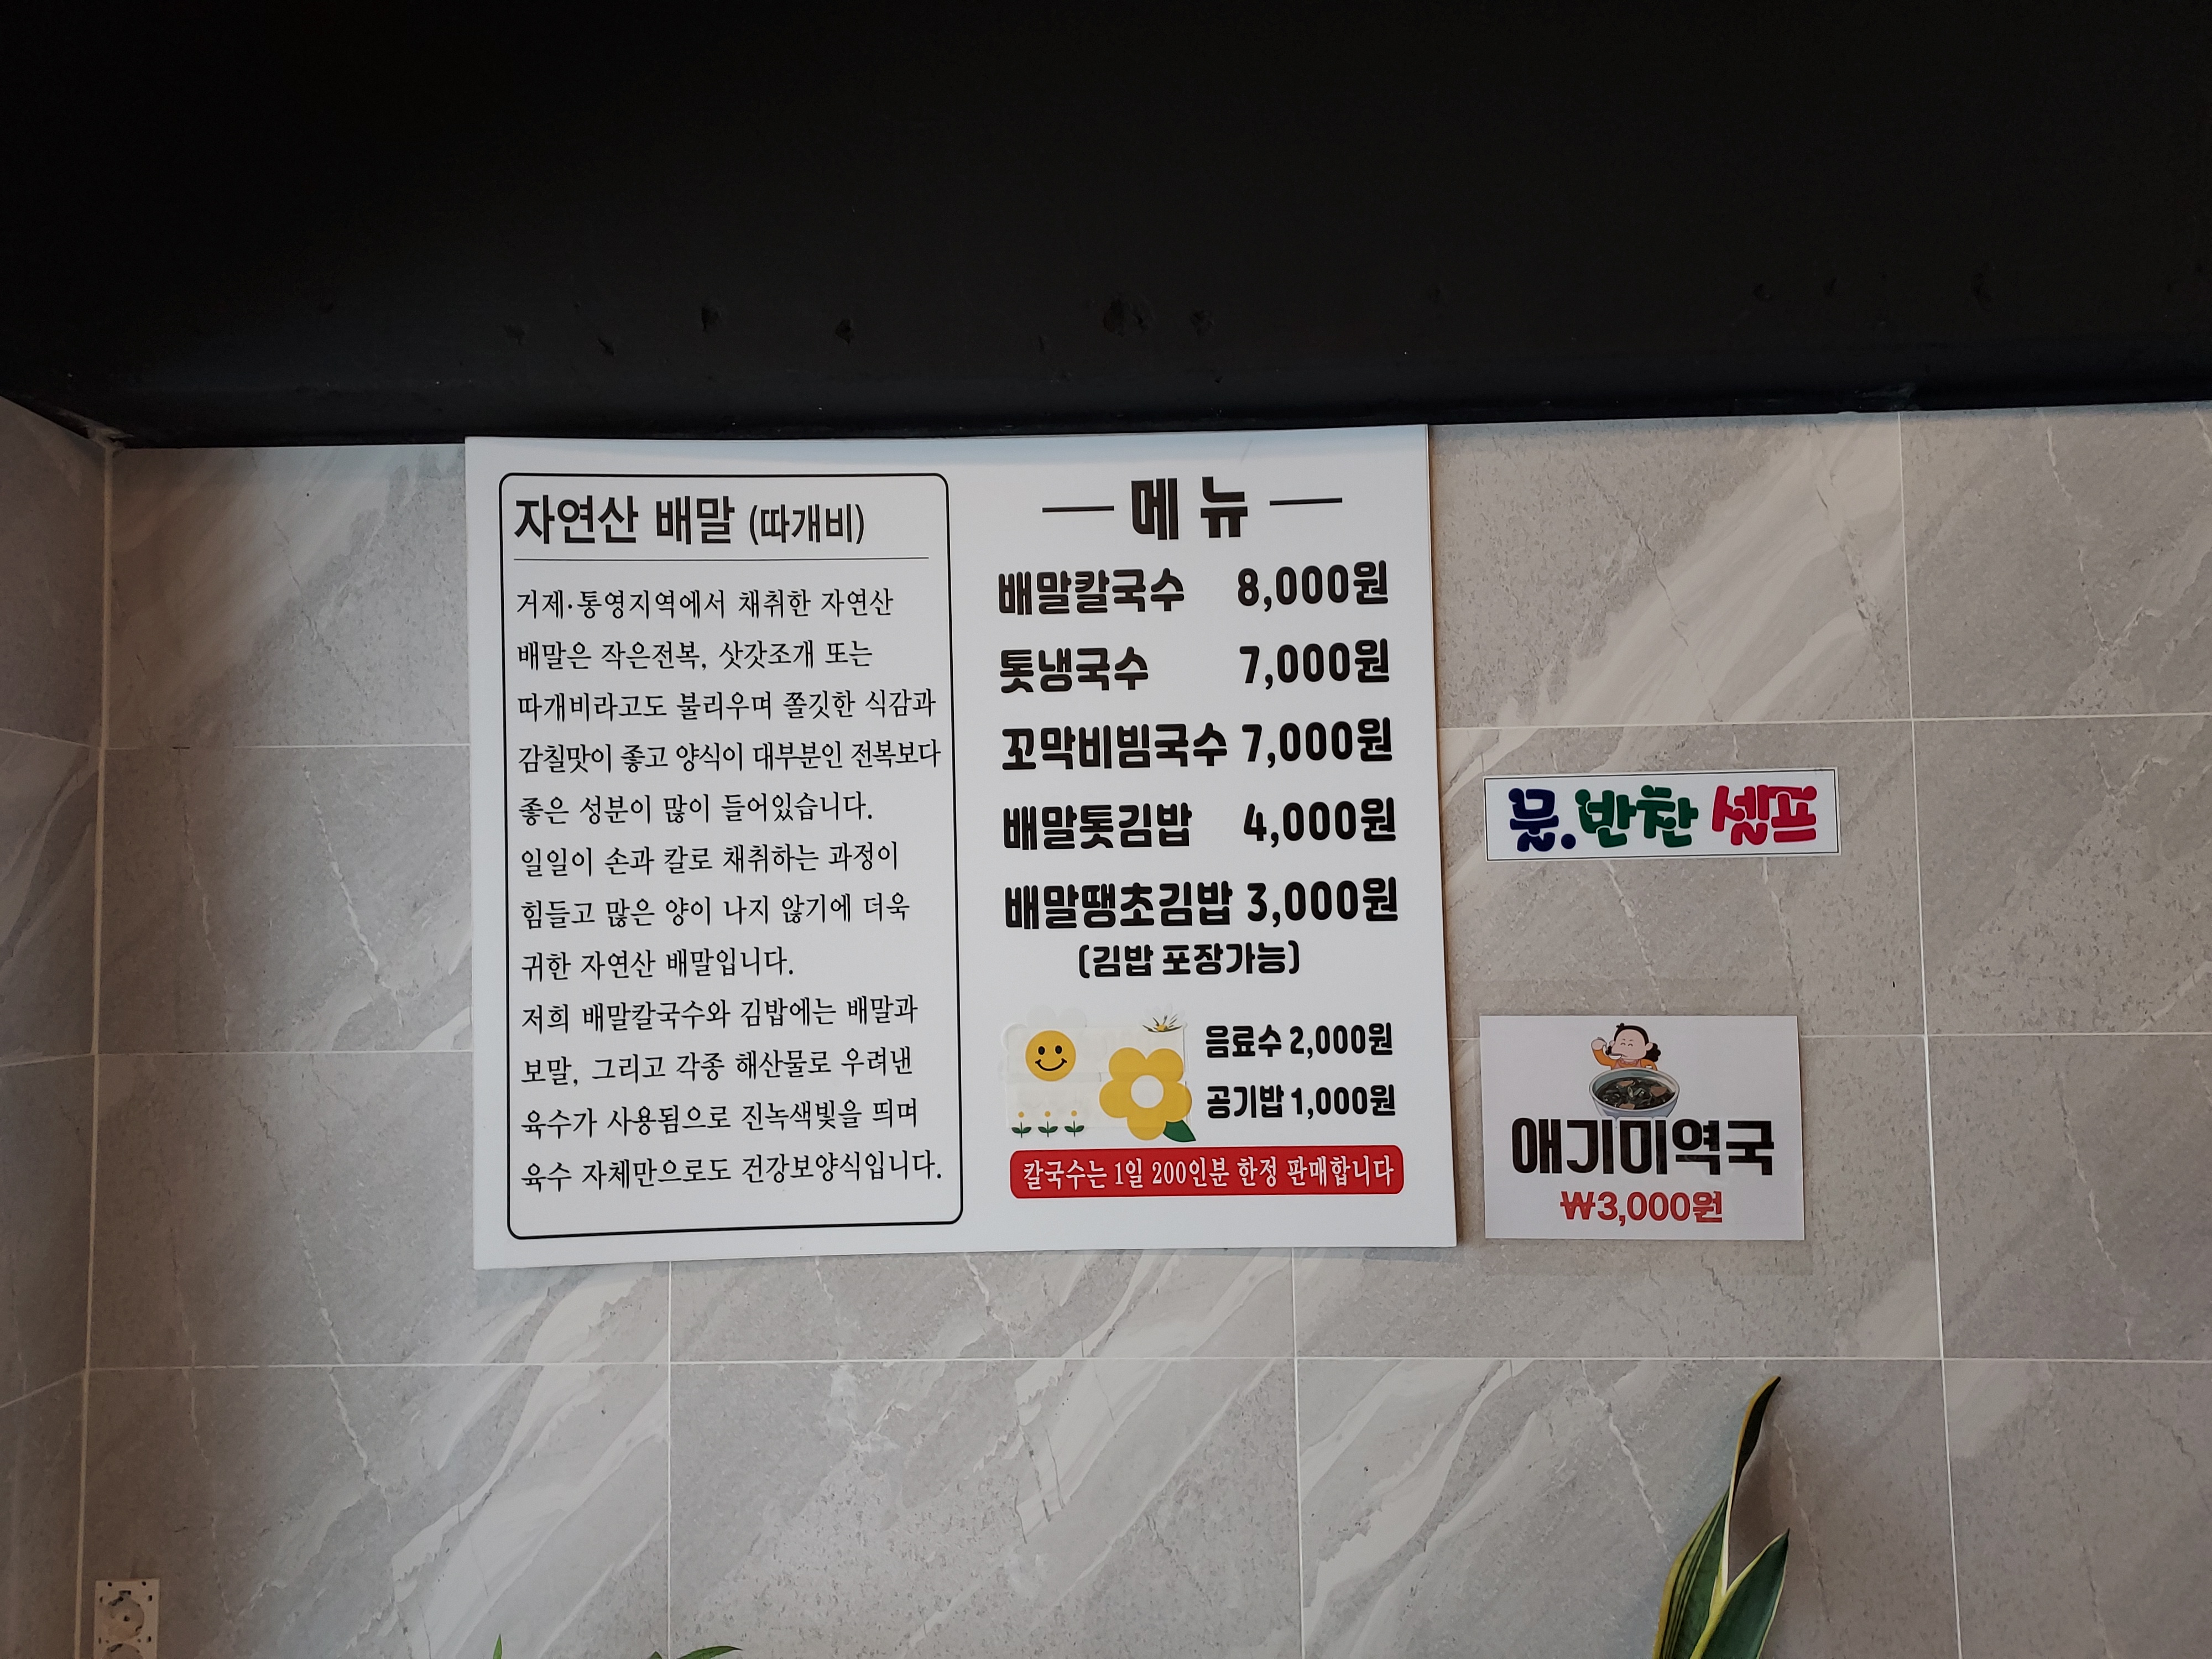 자연산 배말 (따개비)
거제·통영지역에서 채취한 자연산
배말은 작은전복, 삿갓조개 또는
따개비라고도 불리우며 쫄깃한 식감과
감칠맛이 좋고 양식이 대부분인 전복보다
좋은 성분이 많이 들어있습니다.
일일이 손과 칼로 채취하는 과정이
힘들고 많은 양이 나지 않기에 더욱
귀한 자연산 배말입니다.
저희 배말칼국수와 김밥에는 배말과
보말, 그리고 각종 해산물로 우려낸
육수가 사용됨으로 진녹색빛을 띄며
육수 자체만으로도 건강보양식입니다.
메뉴
배말칼국수 8,000원
톳냉국수 7,000원
꼬막비빔국수 7,000원
배말톳김밥 4,000원
배말땡초김밥 3,000원
(김밥 포장가능)
음료수 2,000원
공기밥 1,000원
칼국수는 1일 200인분 한정 판매합니다
물.반찬 셀프
애기미역국
₩3,000원